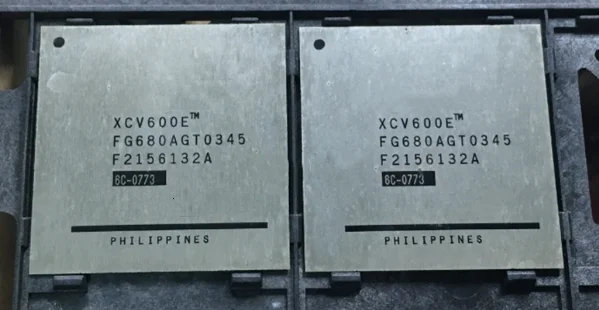 XCV600E™
FG680AGT0345
F2156132A
6C-0773
PHILIPPINES
XCV600E™
FG680AGT0345
F2156132A
6C-0773
PHILIPPINES